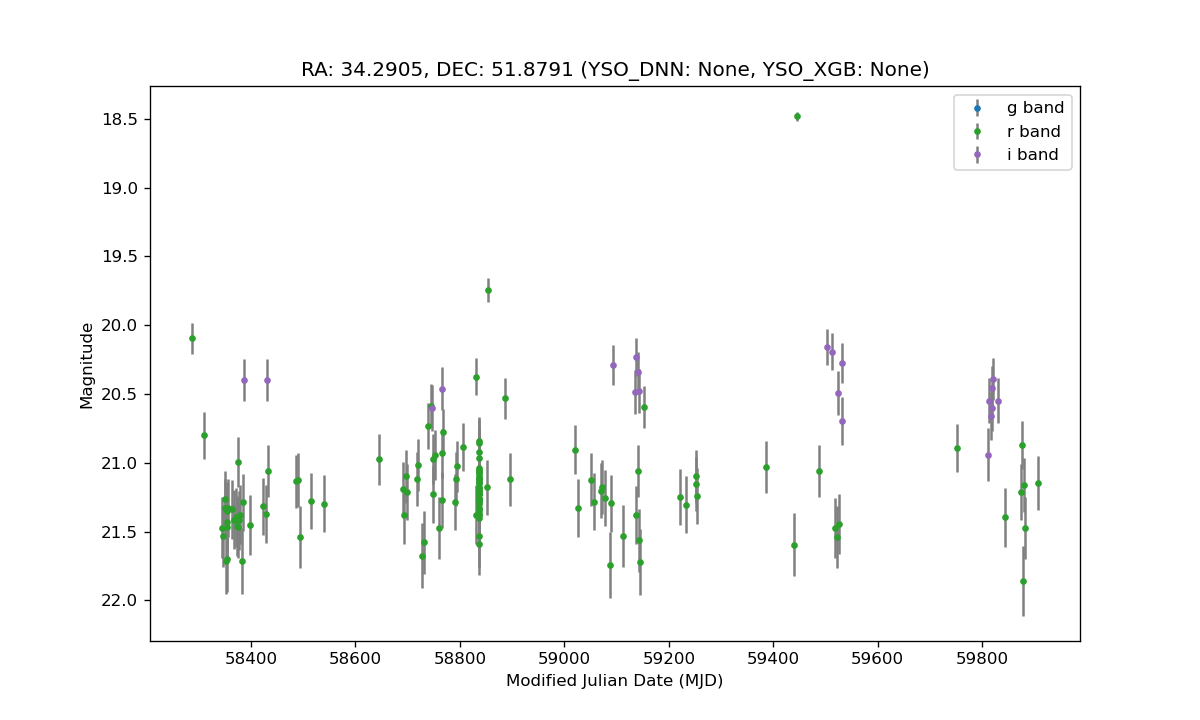 RA: 34.2905, DEC: 51.8791 (YSO_DNN: None, YSO_XGB: None)
g band
r band
i band
18.5
19.0
19.5
20.0
20.5
21.0
21.5
22.0
Magnitude
58400
58600
58800
59000
59200
59400
59600
59800
Modified Julian Date (MJD)